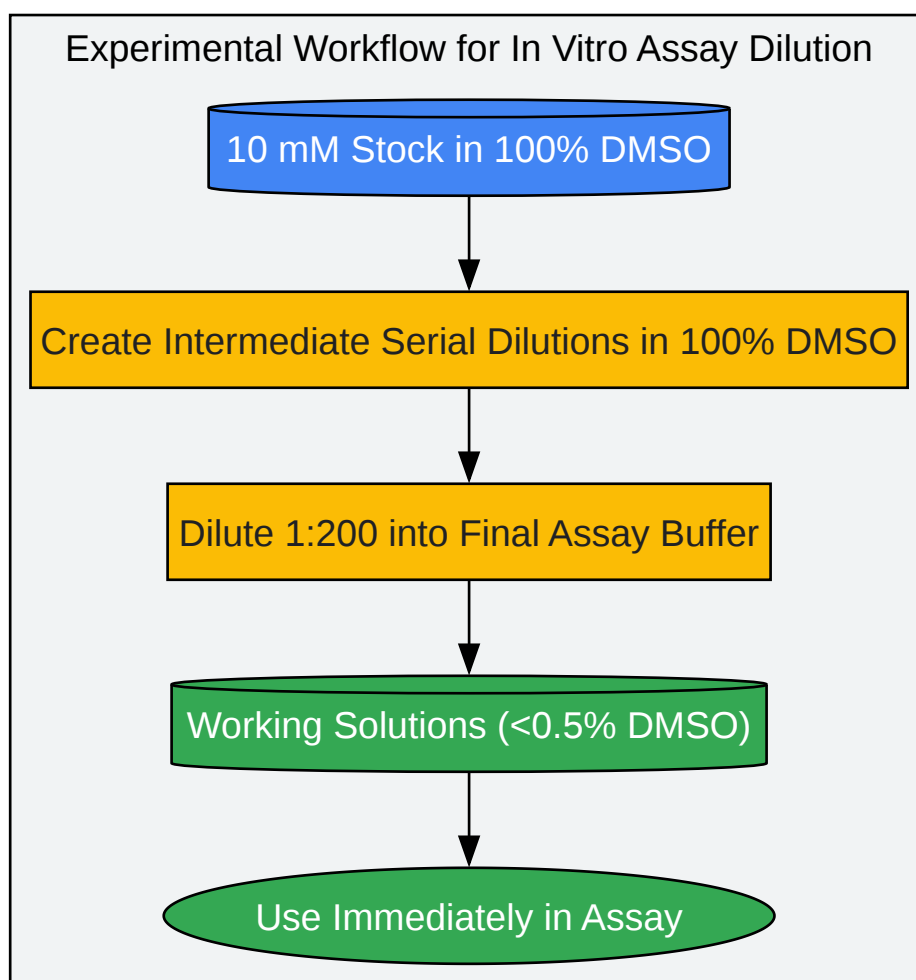 Experimental Workflow for In Vitro Assay Dilution
10 mM Stock in 100% DMSO
Create Intermediate Serial Dilutions in 100% DMSO
Dilute 1:200 into Final Assay Buffer
Working Solutions (<0.5% DMSO)
Use Immediately in Assay